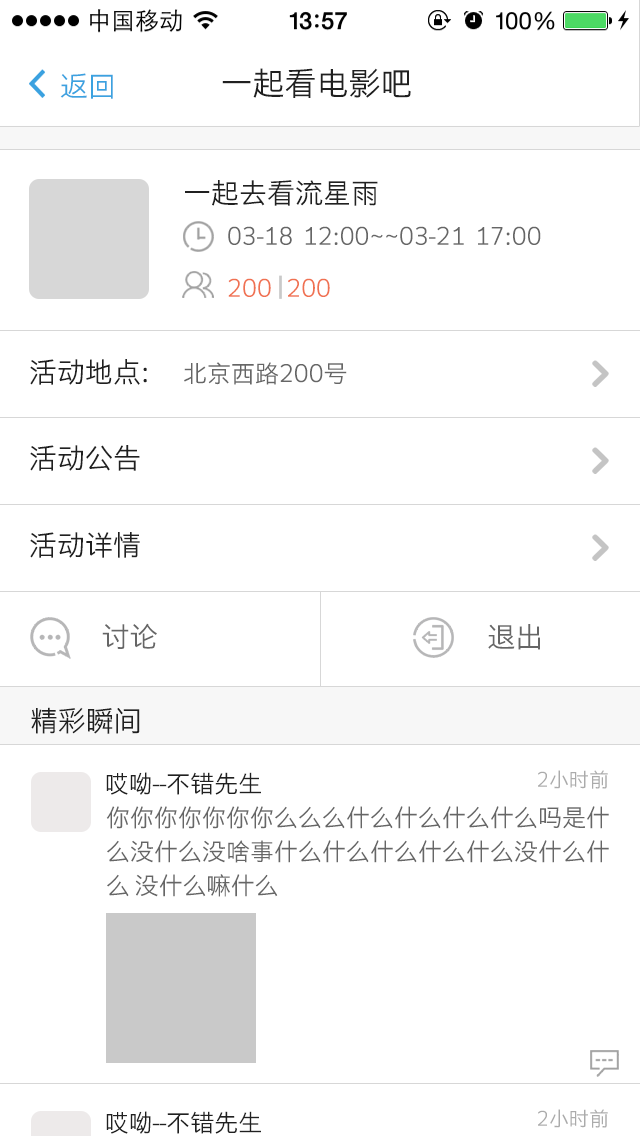 中国移动 13:57 100%
返回 一起看电影吧
一起去看流星雨
03-18 12:00~~03-21 17:00
200|200
活动地点: 北京西路200号
活动公告
活动详情
讨论 退出
精彩瞬间
哎呦--不错先生 2小时前
你你你你你你你么么么什么什么什么什么吗是什
么没什么没啥事什么什么什么什么什么没什么什
么 没什么嘛什么
哎呦--不错先生 2小时前